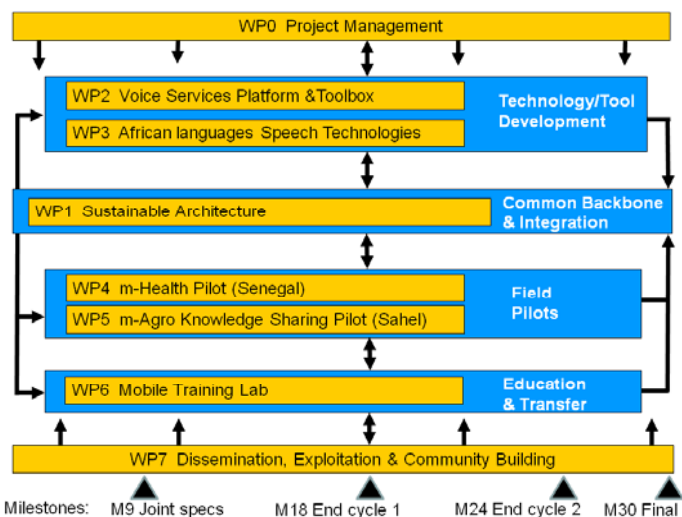 WP0 Project Management
WP2 Voice Services Platform &Toolbox
WP3 African languages Speech Technologies
Technology/Tool
Development
WP1 Sustainable Architecture
Common Backbone
& Integration
WP4 m-Health Pilot (Senegal)
WP5 m-Agro Knowledge Sharing Pilot (Sahel)
Field
Pilots
WP6 Mobile Training Lab
Education
& Transfer
WP7 Dissemination, Exploitation & Community Building
Milestones: M9 Joint specs M18 End cycle 1 M24 End cycle 2 M30 Final